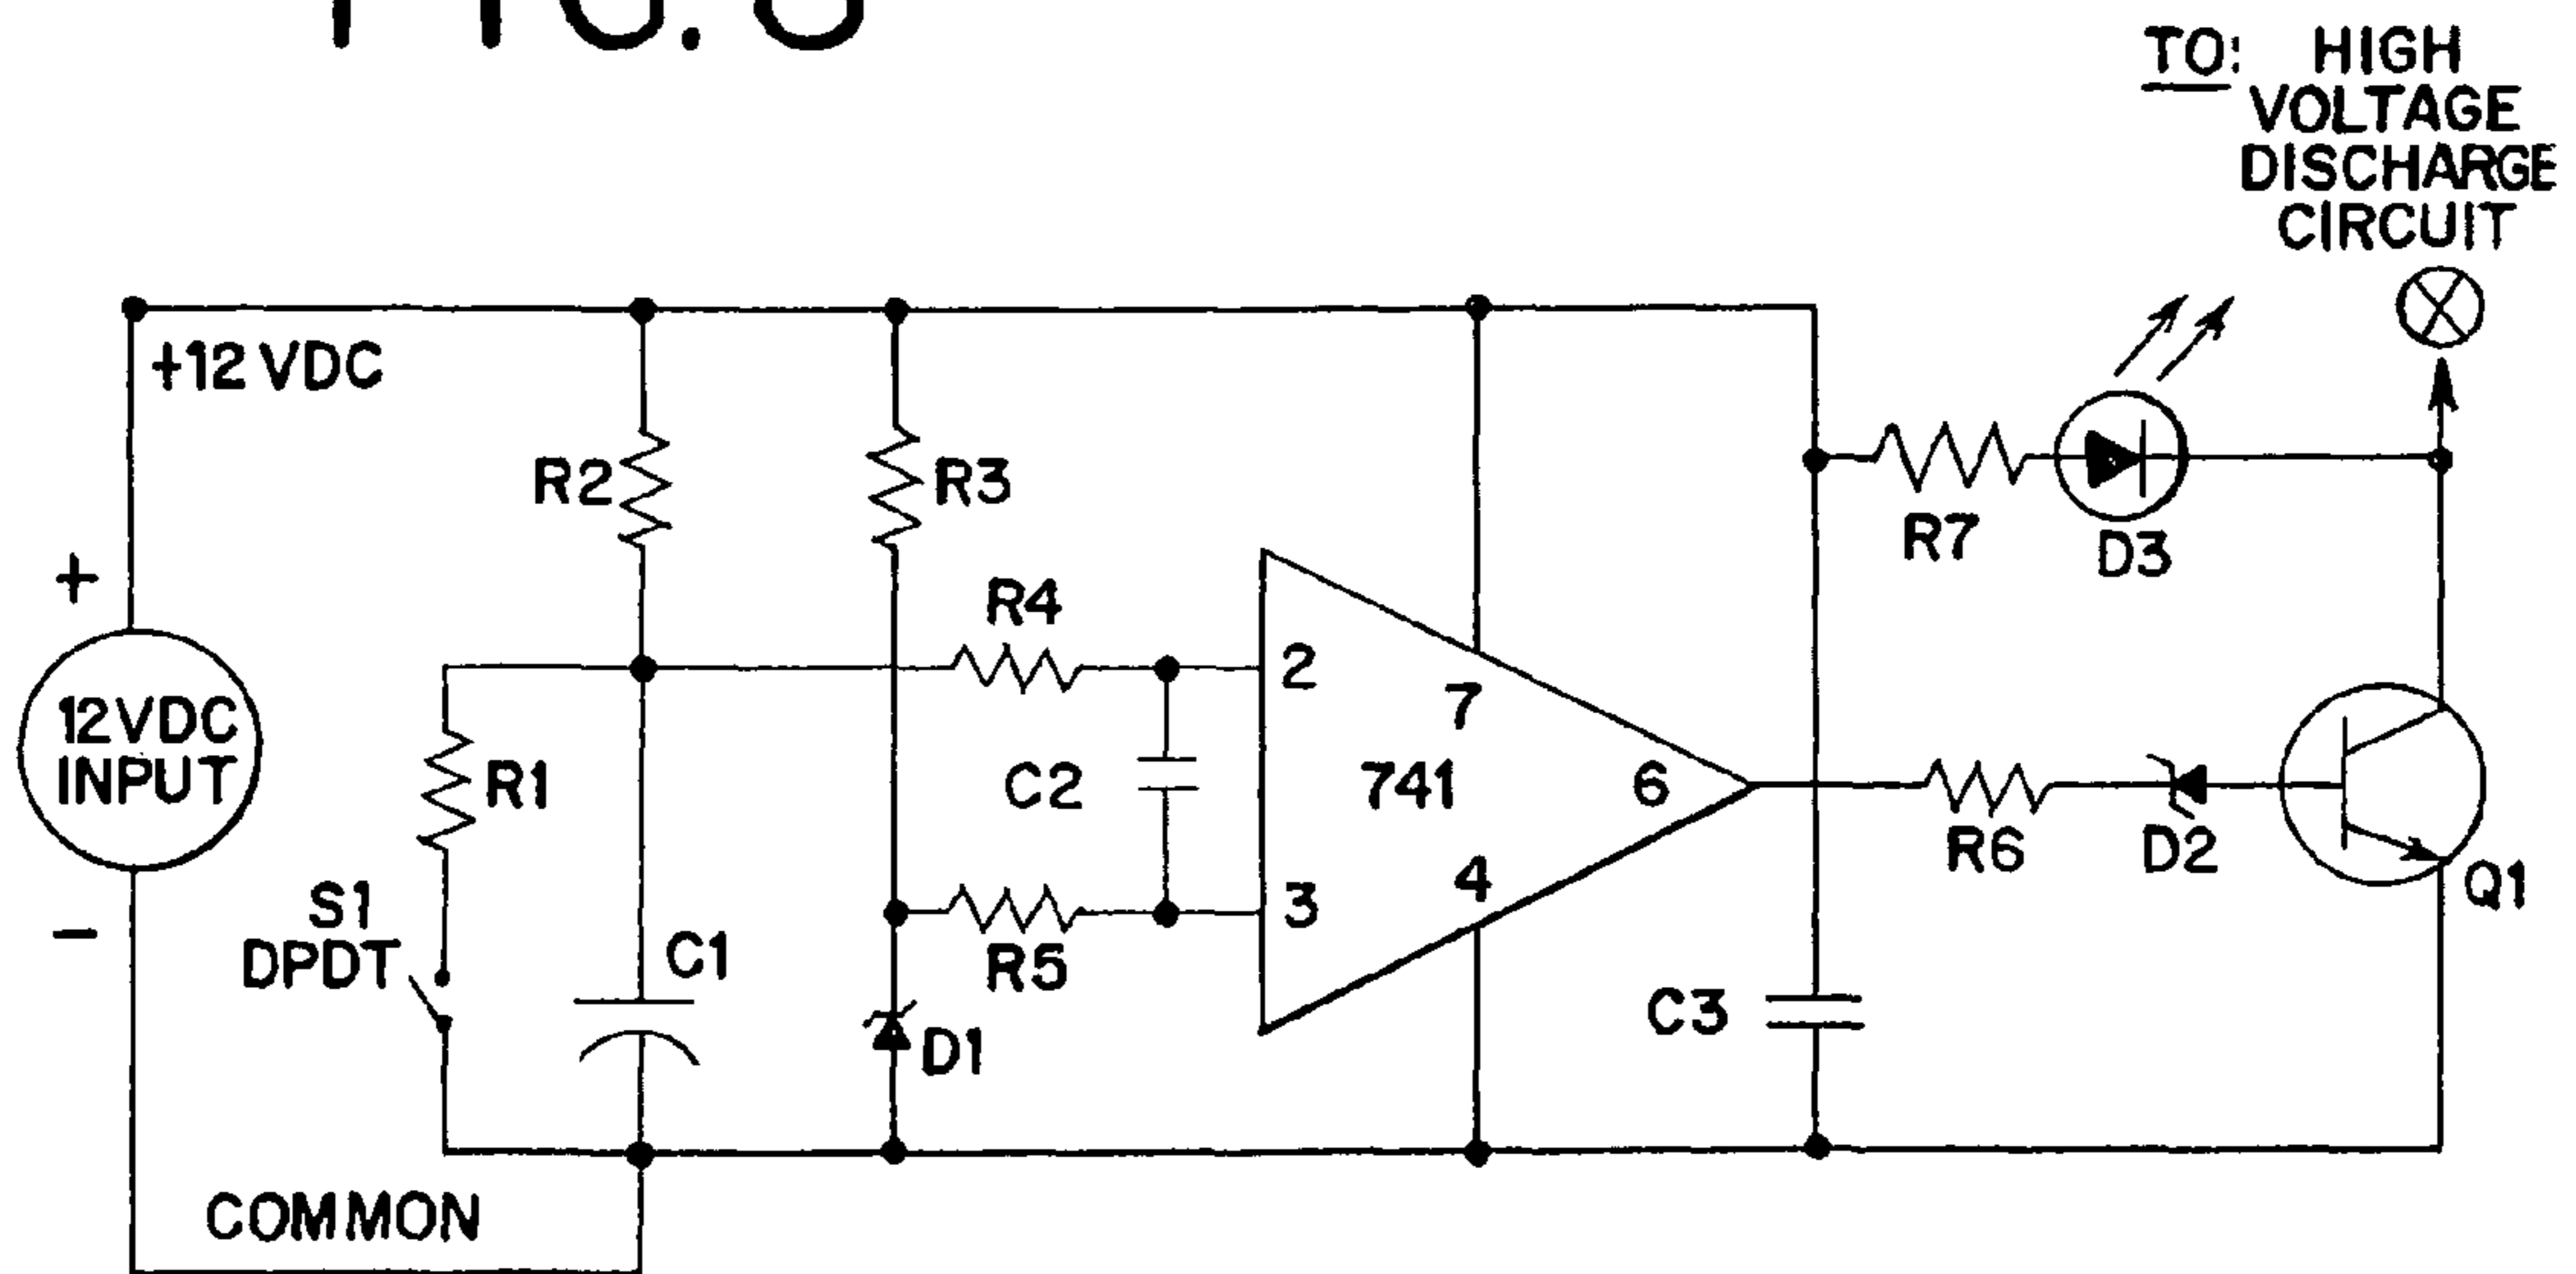 TO: HIGH
VOLTAGE
DISCHARGE
CIRCUIT
+12 VDC
R2
R3
R7
D3
+
12VDC
INPUT
-
R4
2
7
R1
C2
741
6
R6
D2
Q1
S1
DPDT
C1
3
4
R5
C3
D1
COMMON